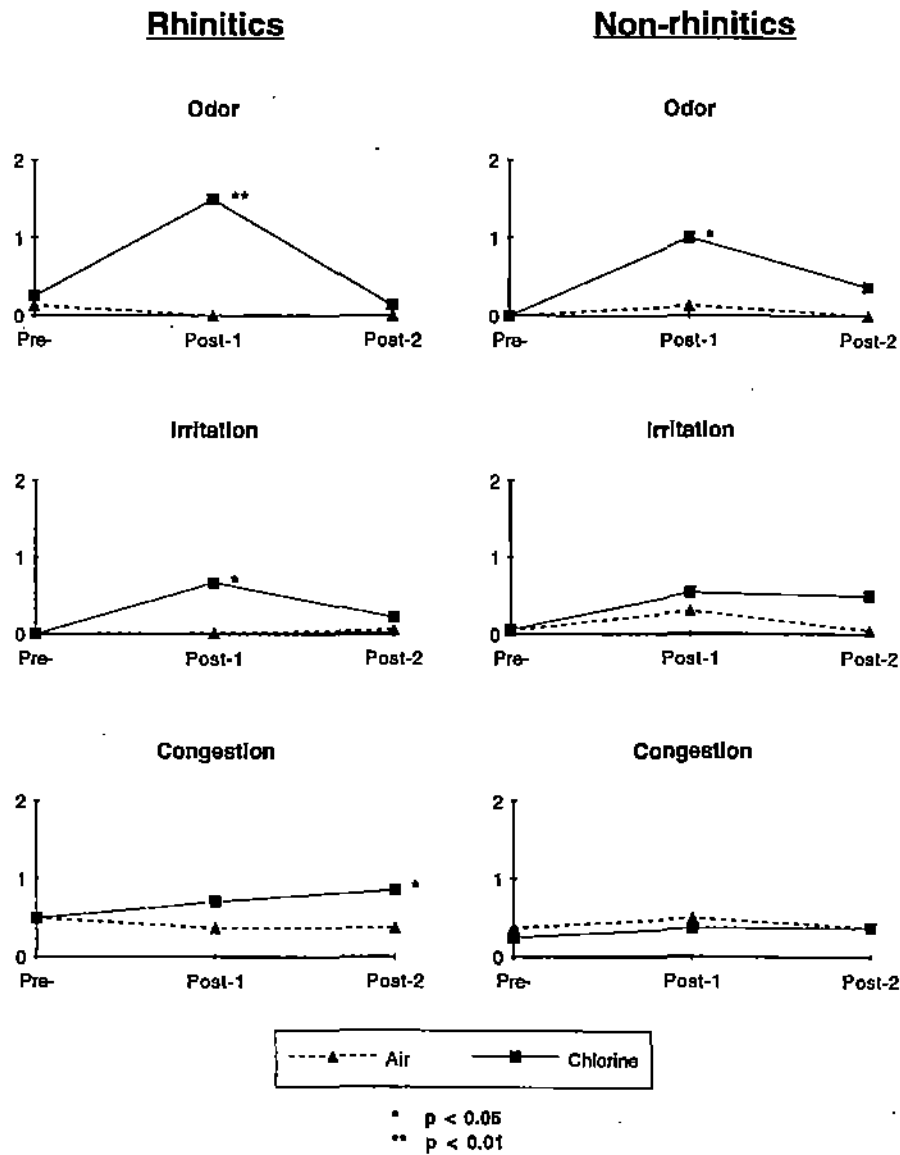 Rhinitics Non-rhinitics
Odor Odor
2 2
1 ** 1 *
0 0
Pre- Post-1 Post-2 Pre- Post-1 Post-2
Irritation Irritation
2 2
1 * 1
0 0
Pre- Post-1 Post-2 Pre- Post-1 Post-2
Congestion Congestion
2 2
1 * 1
0 0
Pre- Post-1 Post-2 Pre- Post-1 Post-2
Air Chlorine
* p < 0.05
** p < 0.01